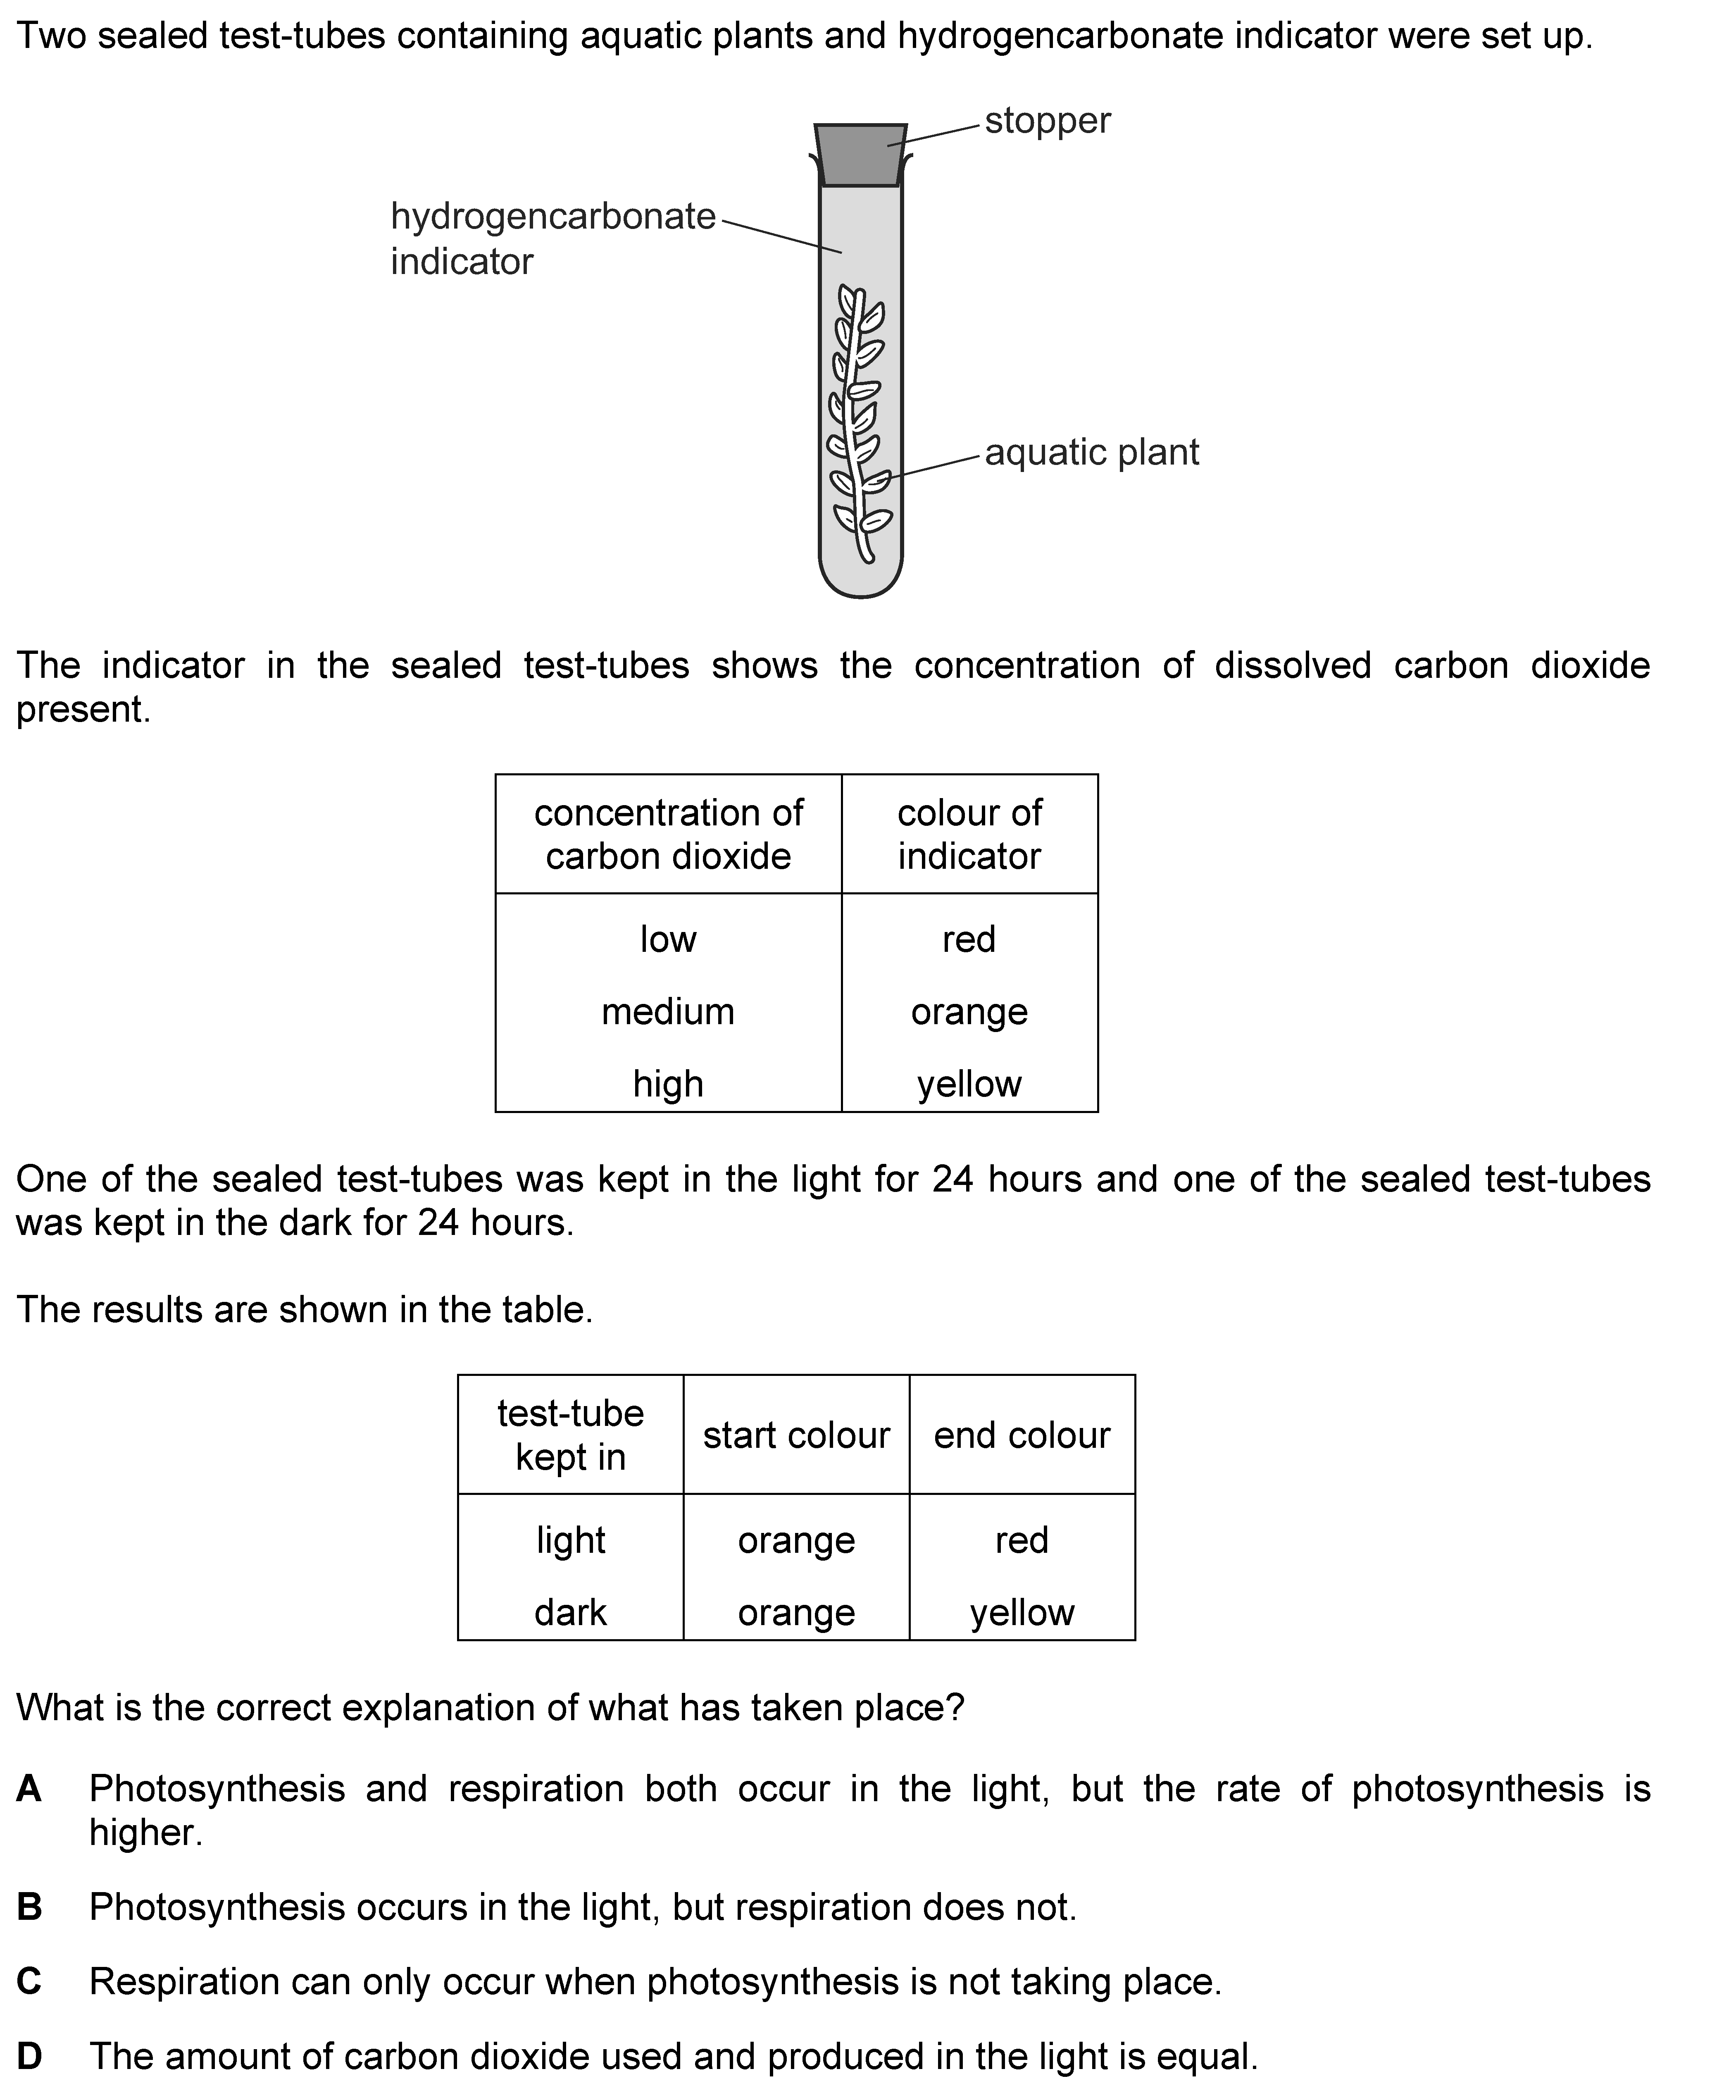 Two sealed test-tubes containing aquatic plants and hydrogencarbonate indicator were set up.
stopper
hydrogencarbonate
indicator
aquatic plant
The indicator in the sealed test-tubes shows the concentration of dissolved carbon dioxide
present.
concentration of
carbon dioxide
colour of
indicator
low red
medium orange
high yellow
One of the sealed test-tubes was kept in the light for 24 hours and one of the sealed test-tubes
was kept in the dark for 24 hours.
The results are shown in the table.
test-tube
kept in
start colour
end colour
light orange red
dark orange yellow
What is the correct explanation of what has taken place?
A Photosynthesis and respiration both occur in the light, but the rate of photosynthesis is
higher.
B Photosynthesis occurs in the light, but respiration does not.
C Respiration can only occur when photosynthesis is not taking place.
D The amount of carbon dioxide used and produced in the light is equal.